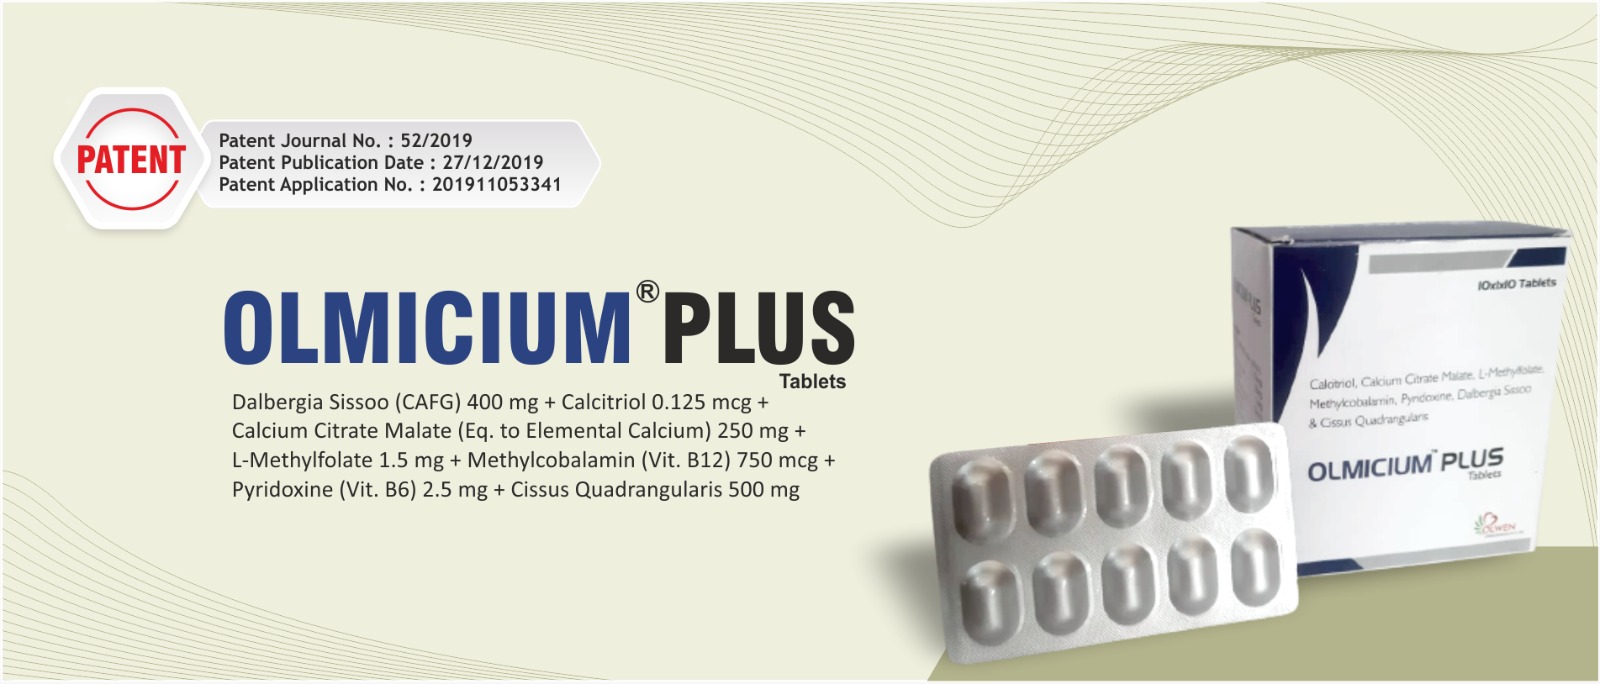 PATENT
Patent Journal No. : 52/2019
Patent Publication Date : 27/12/2019
Patent Application No. : 201911053341
OLMICIUM® PLUS
Tablets
Dalbergia Sissoo (CAFG) 400 mg + Calcitriol 0.125 mcg +
Calcium Citrate Malate (Eq. to Elemental Calcium) 250 mg +
L-Methylfolate 1.5 mg + Methylcobalamin (Vit. B12) 750 mcg +
Pyridoxine (Vit. B6) 2.5 mg + Cissus Quadrangularis 500 mg
10x1x10 Tablets
Calcitriol, Calcium Citrate Malate, L-Methylfolate,
Methylcobalamin, Pyridoxine, Dalbergia Sissoo
& Cissus Quadrangularis
OLMICIUM™ PLUS
Tablets
OLWEN